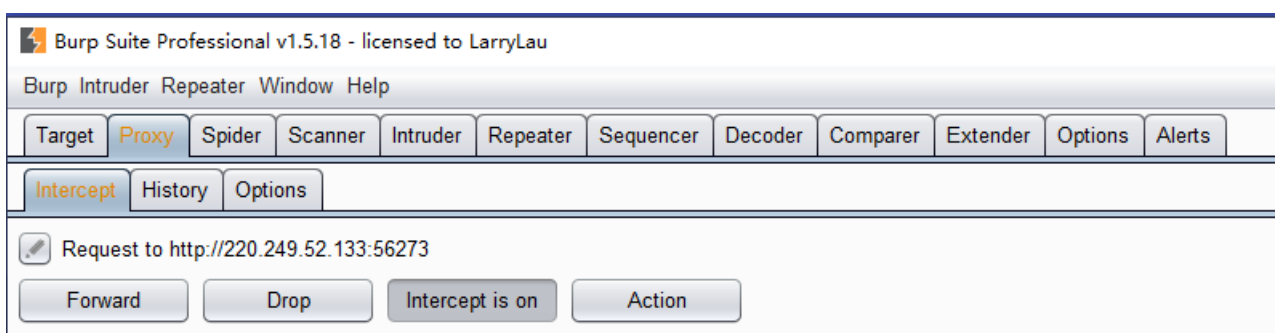 Burp Suite Professional v1.5.18 - licensed to LarryLau
Burp Intruder Repeater Window Help
Target Proxy Spider Scanner Intruder Repeater Sequencer Decoder Comparer Extender Options Alerts
Intercept History Options
Request to http://220.249.52.133:56273
Forward Drop Intercept is on Action